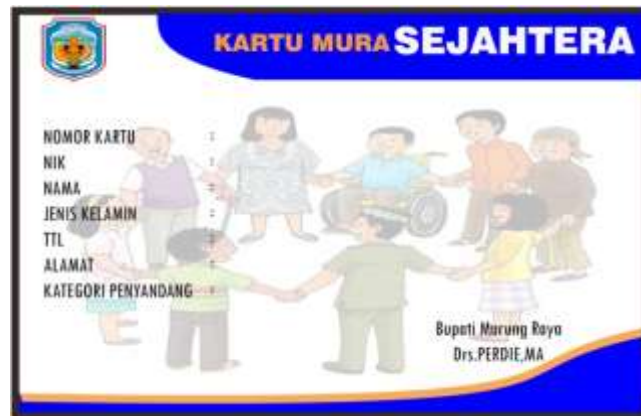 KARTU MURA SEJAHTERA
NOMOR KARTU :
NIK :
NAMA :
JENIS KELAMIN :
TTL :
ALAMAT :
KATEGORI PENYANDANG :
Bupati Murung Raya
Drs.PERDIE,MA